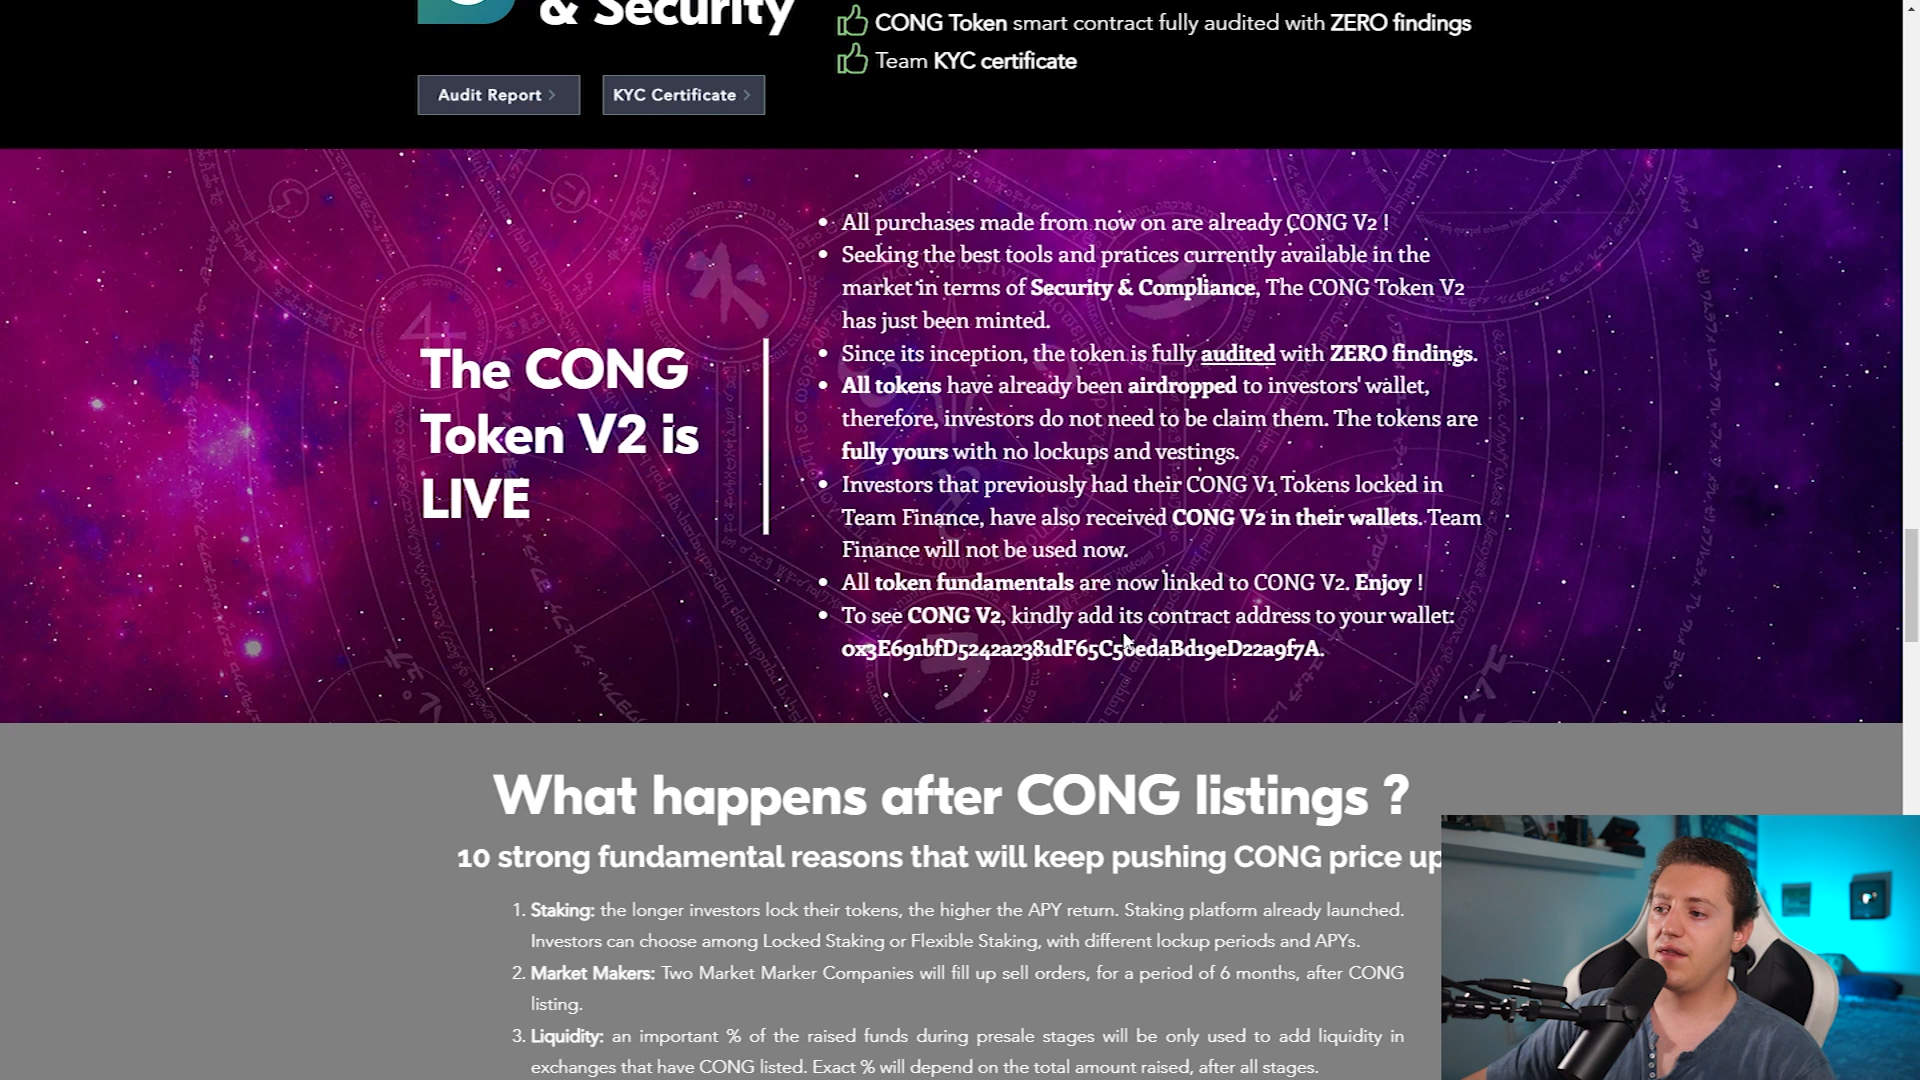 & Security
CONG Token smart contract fully audited with ZERO findings
Team KYC certificate
Audit Report >
KYC Certificate >
The CONG
Token V2 is
LIVE
• All purchases made from now on are already CONG V2 !
• Seeking the best tools and pratices currently available in the
market in terms of Security & Compliance, The CONG Token V2
has just been minted.
• Since its inception, the token is fully audited with ZERO findings.
• All tokens have already been airdropped to investors' wallet,
therefore, investors do not need to be claim them. The tokens are
fully yours with no lockups and vestings.
• Investors that previously had their CONG V1 Tokens locked in
Team Finance, have also received CONG V2 in their wallets. Team
Finance will not be used now.
• All token fundamentals are now linked to CONG V2. Enjoy !
• To see CONG V2, kindly add its contract address to your wallet:
What happens after CONG listings ?
10 strong fundamental reasons that will keep pushing CONG price up
1. Staking: the longer investors lock their tokens, the higher the APY return. Staking platform already launched.
Investors can choose among Locked Staking or Flexible Staking, with different lockup periods and APYs.
2. Market Makers: Two Market Marker Companies will fill up sell orders, for a period of 6 months, after CONG
listing.
3. Liquidity: an important % of the raised funds during presale stages will be only used to add liquidity in
exchanges that have CONG listed. Exact % will depend on the total amount raised, after all stages.